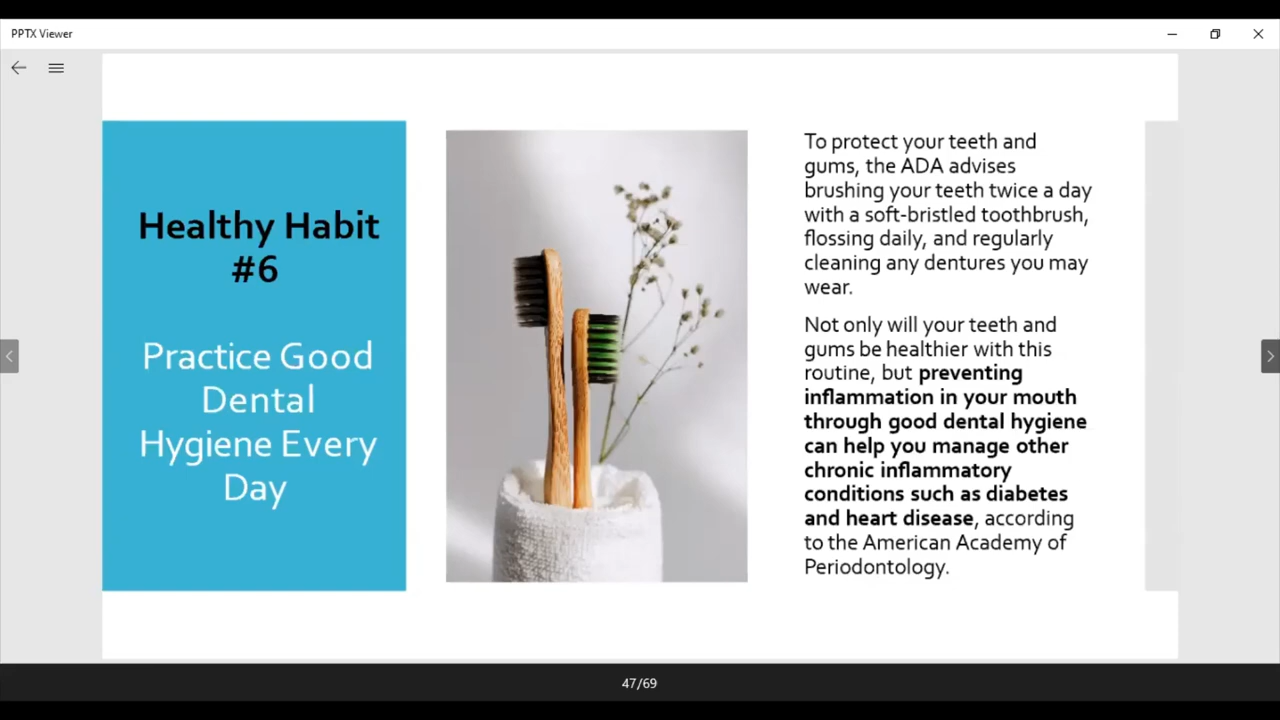 PPTX Viewer
Healthy Habit
#6
Practice Good
Dental
Hygiene Every
Day
To protect your teeth and
gums, the ADA advises
brushing your teeth twice a day
with a soft-bristled toothbrush,
flossing daily, and regularly
cleaning any dentures you may
wear.
Not only will your teeth and
gums be healthier with this
routine, but preventing
inflammation in your mouth
through good dental hygiene
can help you manage other
chronic inflammatory
conditions such as diabetes
and heart disease, according
to the American Academy of
Periodontology.
47/69